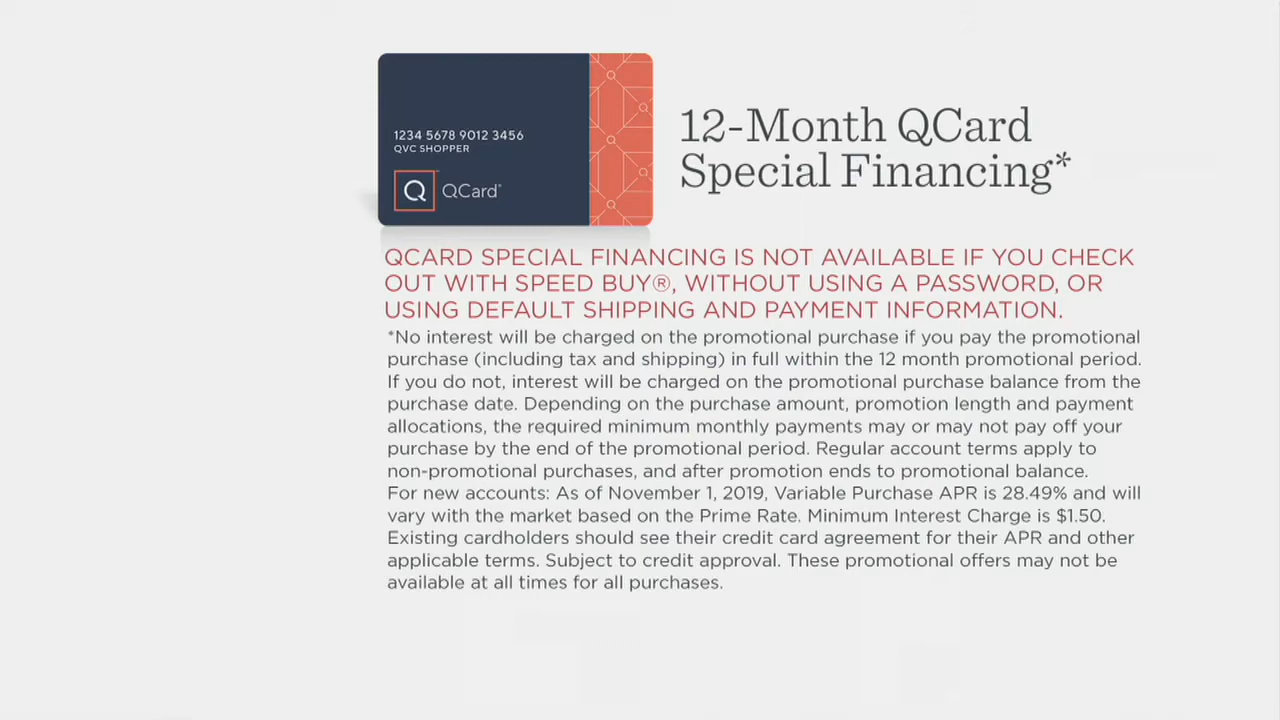 1234 5678 9012 3456
QVC SHOPPER
Q QCard®
12-Month QCard
Special Financing*
QCARD SPECIAL FINANCING IS NOT AVAILABLE IF YOU CHECK
OUT WITH SPEED BUY®, WITHOUT USING A PASSWORD, OR
USING DEFAULT SHIPPING AND PAYMENT INFORMATION.
*No interest will be charged on the promotional purchase if you pay the promotional
purchase (including tax and shipping) in full within the 12 month promotional period.
If you do not, interest will be charged on the promotional purchase balance from the
purchase date. Depending on the purchase amount, promotion length and payment
allocations, the required minimum monthly payments may or may not pay off your
purchase by the end of the promotional period. Regular account terms apply to
non-promotional purchases, and after promotion ends to promotional balance.
For new accounts: As of November 1, 2019, Variable Purchase APR is 28.49% and will
vary with the market based on the Prime Rate. Minimum Interest Charge is $1.50.
Existing cardholders should see their credit card agreement for their APR and other
applicable terms. Subject to credit approval. These promotional offers may not be
available at all times for all purchases.